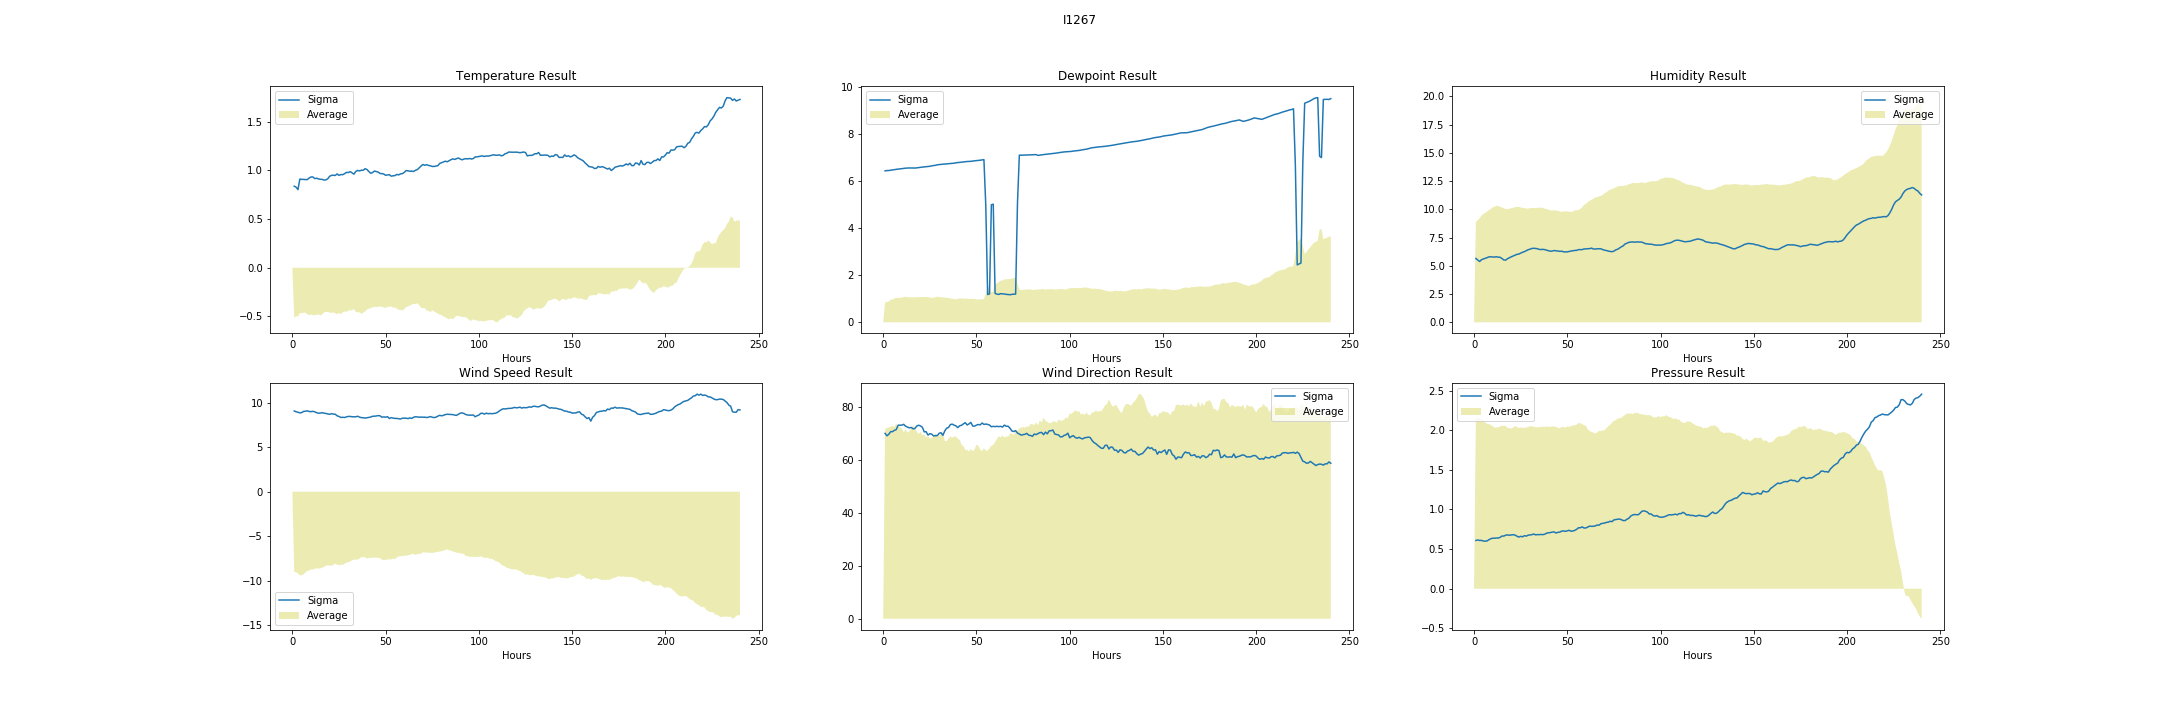 I1267
Temperature Result
Sigma
Average
1.5
1.0
0.5
0.0
−0.5
0 50 100 150 200 250
Hours
Dewpoint Result
Sigma
Average
10
8
6
4
2
0
0 50 100 150 200 250
Hours
Humidity Result
Sigma
Average
20.0
17.5
15.0
12.5
10.0
7.5
5.0
2.5
0.0
0 50 100 150 200 250
Hours
Wind Speed Result
10
5
0
−5
−10
−15
Sigma
Average
0 50 100 150 200 250
Hours
Wind Direction Result
Sigma
Average
80
60
40
20
0
0 50 100 150 200 250
Hours
Pressure Result
Sigma
Average
2.5
2.0
1.5
1.0
0.5
0.0
−0.5
0 50 100 150 200 250
Hours